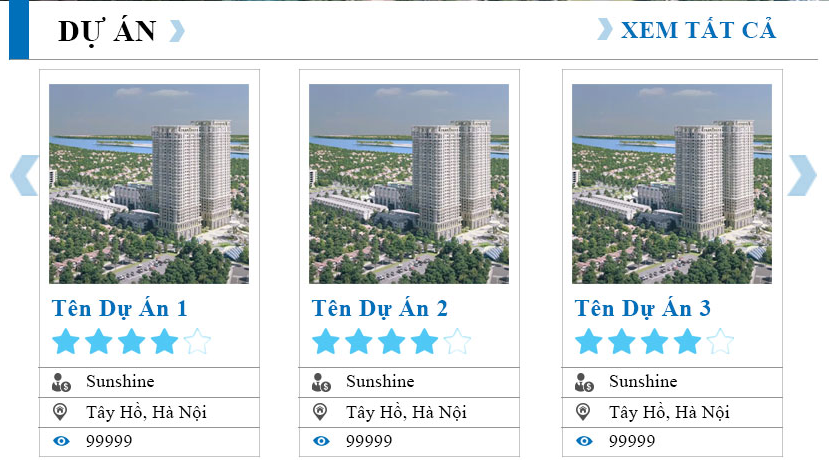 DỰ ÁN
XEM TẤT CẢ
Tên Dự Án 1
Sunshine
Tây Hồ, Hà Nội
99999
Tên Dự Án 2
Sunshine
Tây Hồ, Hà Nội
99999
Tên Dự Án 3
Sunshine
Tây Hồ, Hà Nội
99999